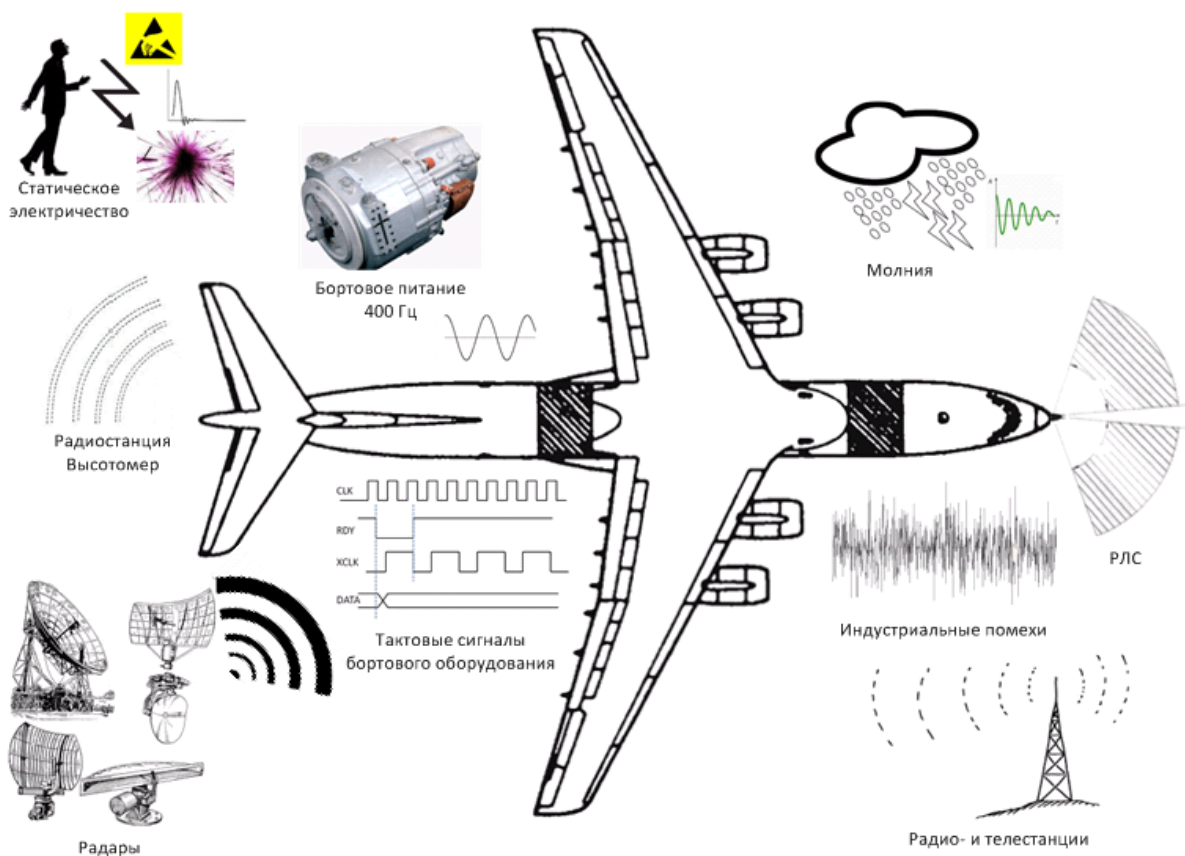 Статическое
электричество
Бортовое питание
400 Гц
Молния
Радиостанция
Высотомер
CLK
RDY
XCLK
DATA
Тактовые сигналы
бортового оборудования
РЛС
Индустриальные помехи
Радары
Радио- и телестанции